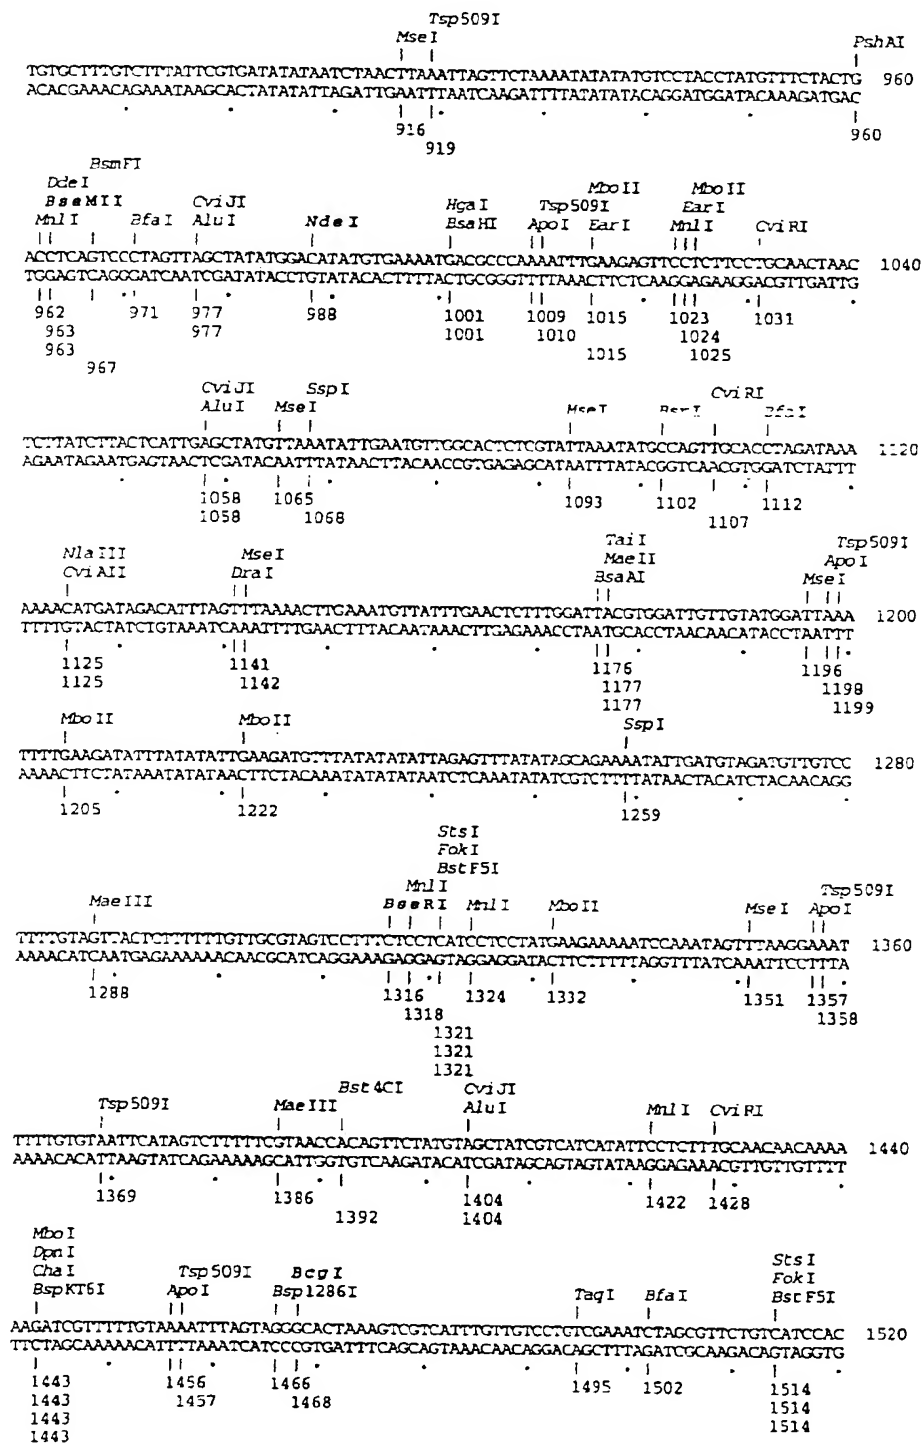 Tsp509I
MseI PshAI
TGTGCTTTGTCTTTATTCGTGATATATAATCTAACTTAAATTAGTTCTAAAATATATATGTCCTACCTATGTTTCTACTG 960
ACACGAAACAGAAATAAGCACTATATATTAGATTGAATTTAATCAAGATTTTATATATACAGGATGGATACAAAGATGAC
916 960
919
BsmFI
DdeI MboII MboII
BseMII CviJI HgaI Tsp509I EarI
MnlI BfaI AluI NdeI BsaHI ApoI EarI MnlI CviRI
ACCTCAGTCCCTAGTTAGCTATATGGACATATGTGAAAATGACGCCCAAAATTTGAAGAGTTCCTCTTCCTGCAACTAAC 1040
TGGAGTCAGGGATCAATCGATATACCTGTATACACTTTTACTGCGGGTTTTAAACTTCTCAAGGAGAAGGACGTTGATTG
962 971 977 988 1001 1009 1015 1023 1031
963 977 1001 1010 1024
963 1015 1025
967
CviJI SspI CviRI
AluI MseI MseI BsrI BfaI
TCTTATCTTACTCATTGAGCTATGTTAAATATTGAATGTTGGCACTCTCGTATTAAATATGCCAGTTGCACCTAGATAAA 1120
AGAATAGAATGAGTAACTCGATACAATTTATAACTTACAACCGTGAGAGCATAATTTATACGGTCAACGTGGATCTATTT
1058 1065 1093 1102 1112
1058 1068 1107
TaiI Tsp509I
NlaIII MseI MaeII ApoI
CviAII DraI BsaAI MseI
AAAACATGATAGACATTTAGTTTAAAACTTGAAATGTTATTTGAACTCTTTGGATTACGTGGATTGTTGTATGGATTAAA 1200
TTTTGTACTATCTGTAAATCAAATTTTGAACTTTACAATAAACTTGAGAAACCTAATGCACCTAACAACATACCTAATTT
1125 1141 1176 1196
1125 1142 1177 1198
1177 1199
MboII MboII SspI
TTTTGAAGATATTTATATATTGAAGATGTTTATATATATTAGAGTTTATATAGCAGAAAATATTGATGTAGATGTTGTCC 1280
AAAACTTCTATAAATATATAACTTCTACAAATATATATAATCTCAAATATATCGTCTTTTATAACTACATCTACAACAGG
1205 1222 1259
StsI
FokI
BstF5I
MnlI Tsp509I
MaeIII BseRI MnlI MboII MseI ApoI
TTTTGTAGTTACTCTTTTTTGTTGCGTAGTCCTTTCTCCTCATCCTCCTATGAAGAAAAATCCAAATAGTTTAAGGAAAT 1360
AAAACATCAATGAGAAAAAACAACGCATCAGGAAAGAGGAGTAGGAGGATACTTCTTTTTAGGTTTATCAAATTCCTTTA
1288 1316 1324 1332 1351 1357
1318 1358
1321
1321
1321
Bst4CI CviJI
Tsp509I MaeIII AluI MnlI CviRI
TTTTGTGTAATTCATAGTCTTTTTCGTAACCACAGTTCTATGTAGCTATCGTCATCATATTCCTCTTTGCAACAACAAAA 1440
AAAACACATTAAGTATCAGAAAAAGCATTGGTGTCAAGATACATCGATAGCAGTAGTATAAGGAGAAACGTTGTTGTTTT
1369 1386 1404 1422 1428
1392 1404
MboI
DpnI StsI
ChaI Tsp509I BcgI FokI
BspKT6I ApoI Bsp1286I TaqI BfaI BstF5I
AAGATCGTTTTTGTAAAATTTAGTAGGGCACTAAAGTCGTCATTTGTTGTCCTGTCGAAATCTAGCGTTCTGTCATCCAC 1520
TTCTAGCAAAAACATTTTAAATCATCCCGTGATTTCAGCAGTAAACAACAGGACAGCTTTAGATCGCAAGACAGTAGGTG
1443 1456 1466 1495 1502 1514
1443 1457 1468 1514
1443 1514
1443